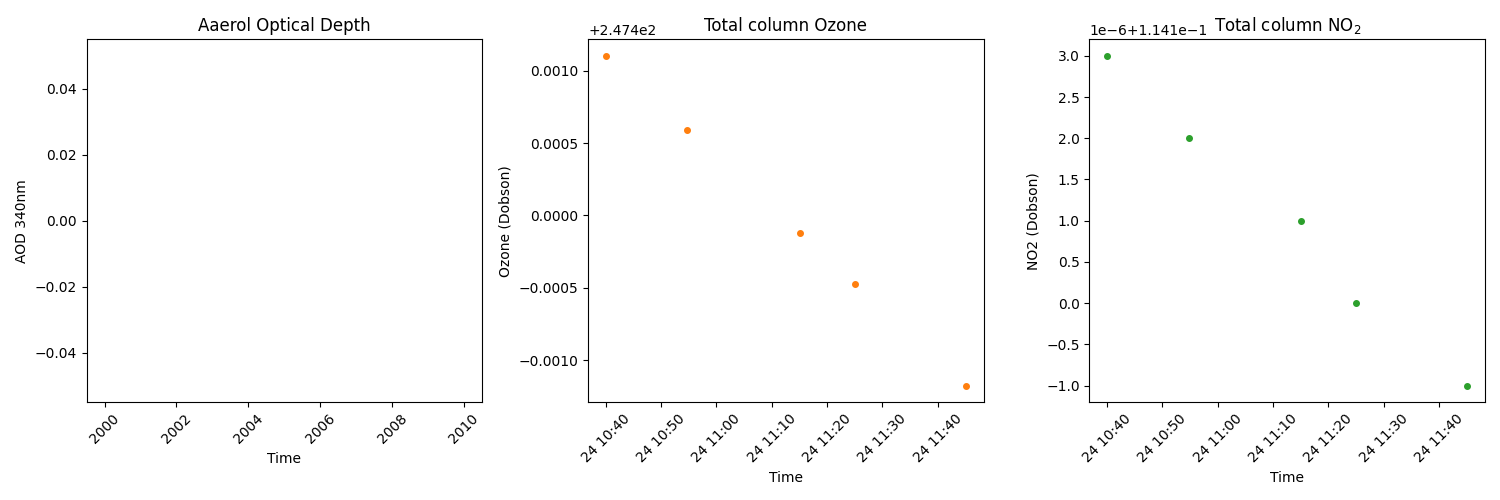 Aaerol Optical Depth
AOD 340nm
0.04
0.02
0.00
−0.02
−0.04
2000 2002 2004 2006 2008 2010
Time
Total column Ozone
+2.474e2
Ozone (Dobson)
0.0010
0.0005
0.0000
−0.0005
−0.0010
24 10:40 24 10:50 24 11:00 24 11:10 24 11:20 24 11:30 24 11:40
Time
Total column NO₂
1e−6+1.141e−1
NO2 (Dobson)
3.0
2.5
2.0
1.5
1.0
0.5
0.0
−0.5
−1.0
24 10:40 24 10:50 24 11:00 24 11:10 24 11:20 24 11:30 24 11:40
Time